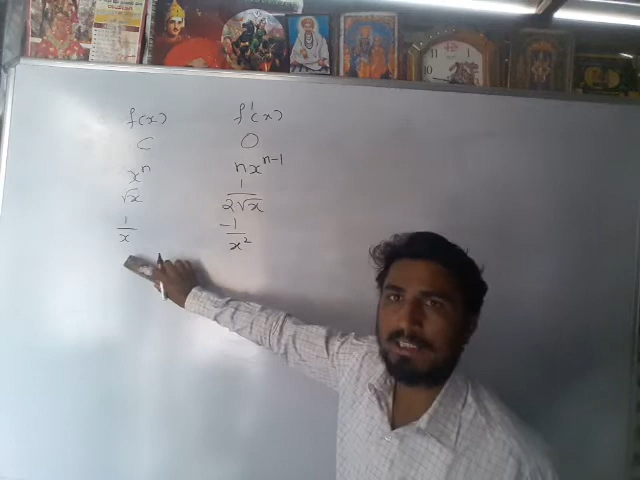 f(x) f'(x)
C 0
xⁿ nxⁿ⁻¹
√x 1/2√x
1/x -1/x²